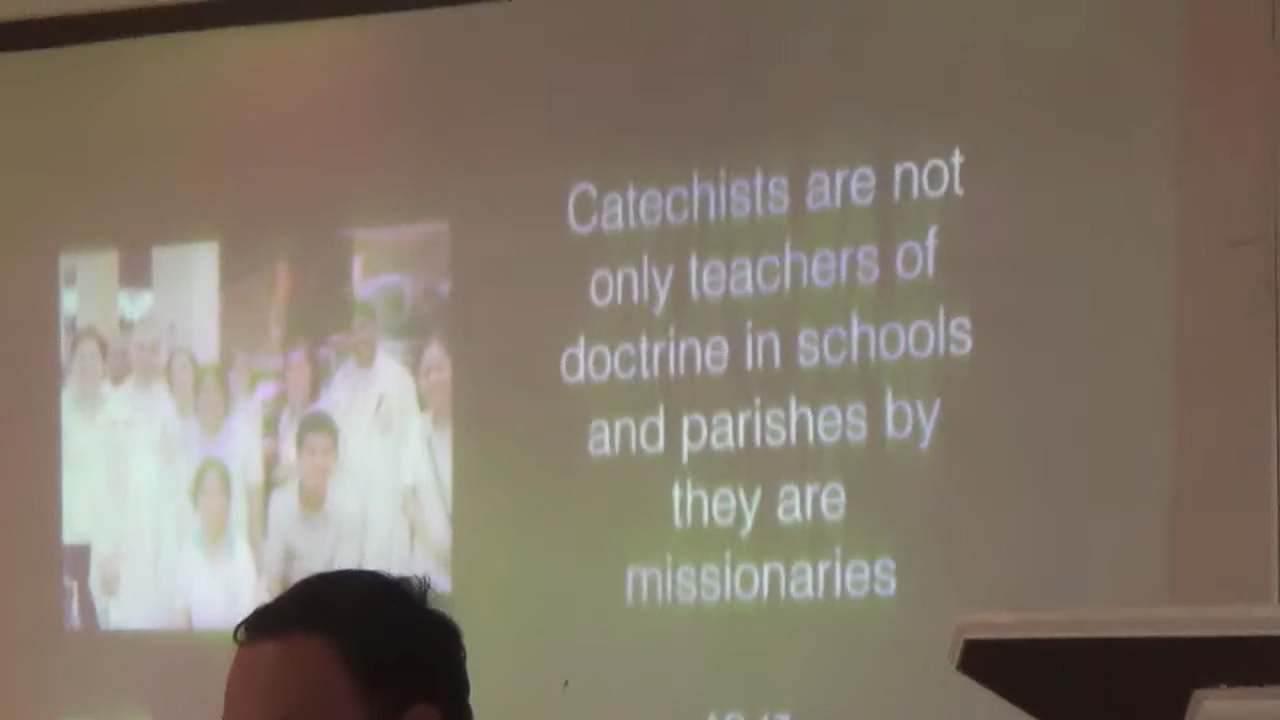 Catechists are not
only teachers of
doctrine in schools
and parishes by
they are
missionaries